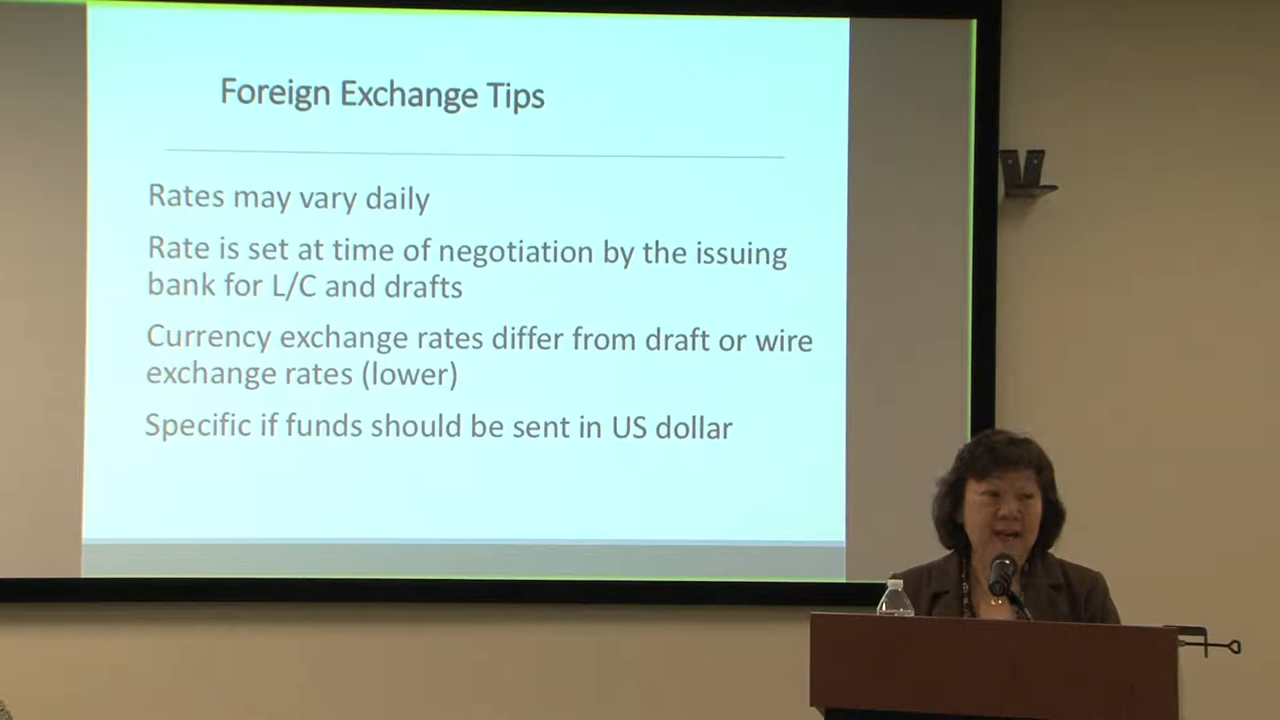 Foreign Exchange Tips
Rates may vary daily
Rate is set at time of negotiation by the issuing
bank for L/C and drafts
Currency exchange rates differ from draft or wire
exchange rates (lower)
Specific if funds should be sent in US dollar